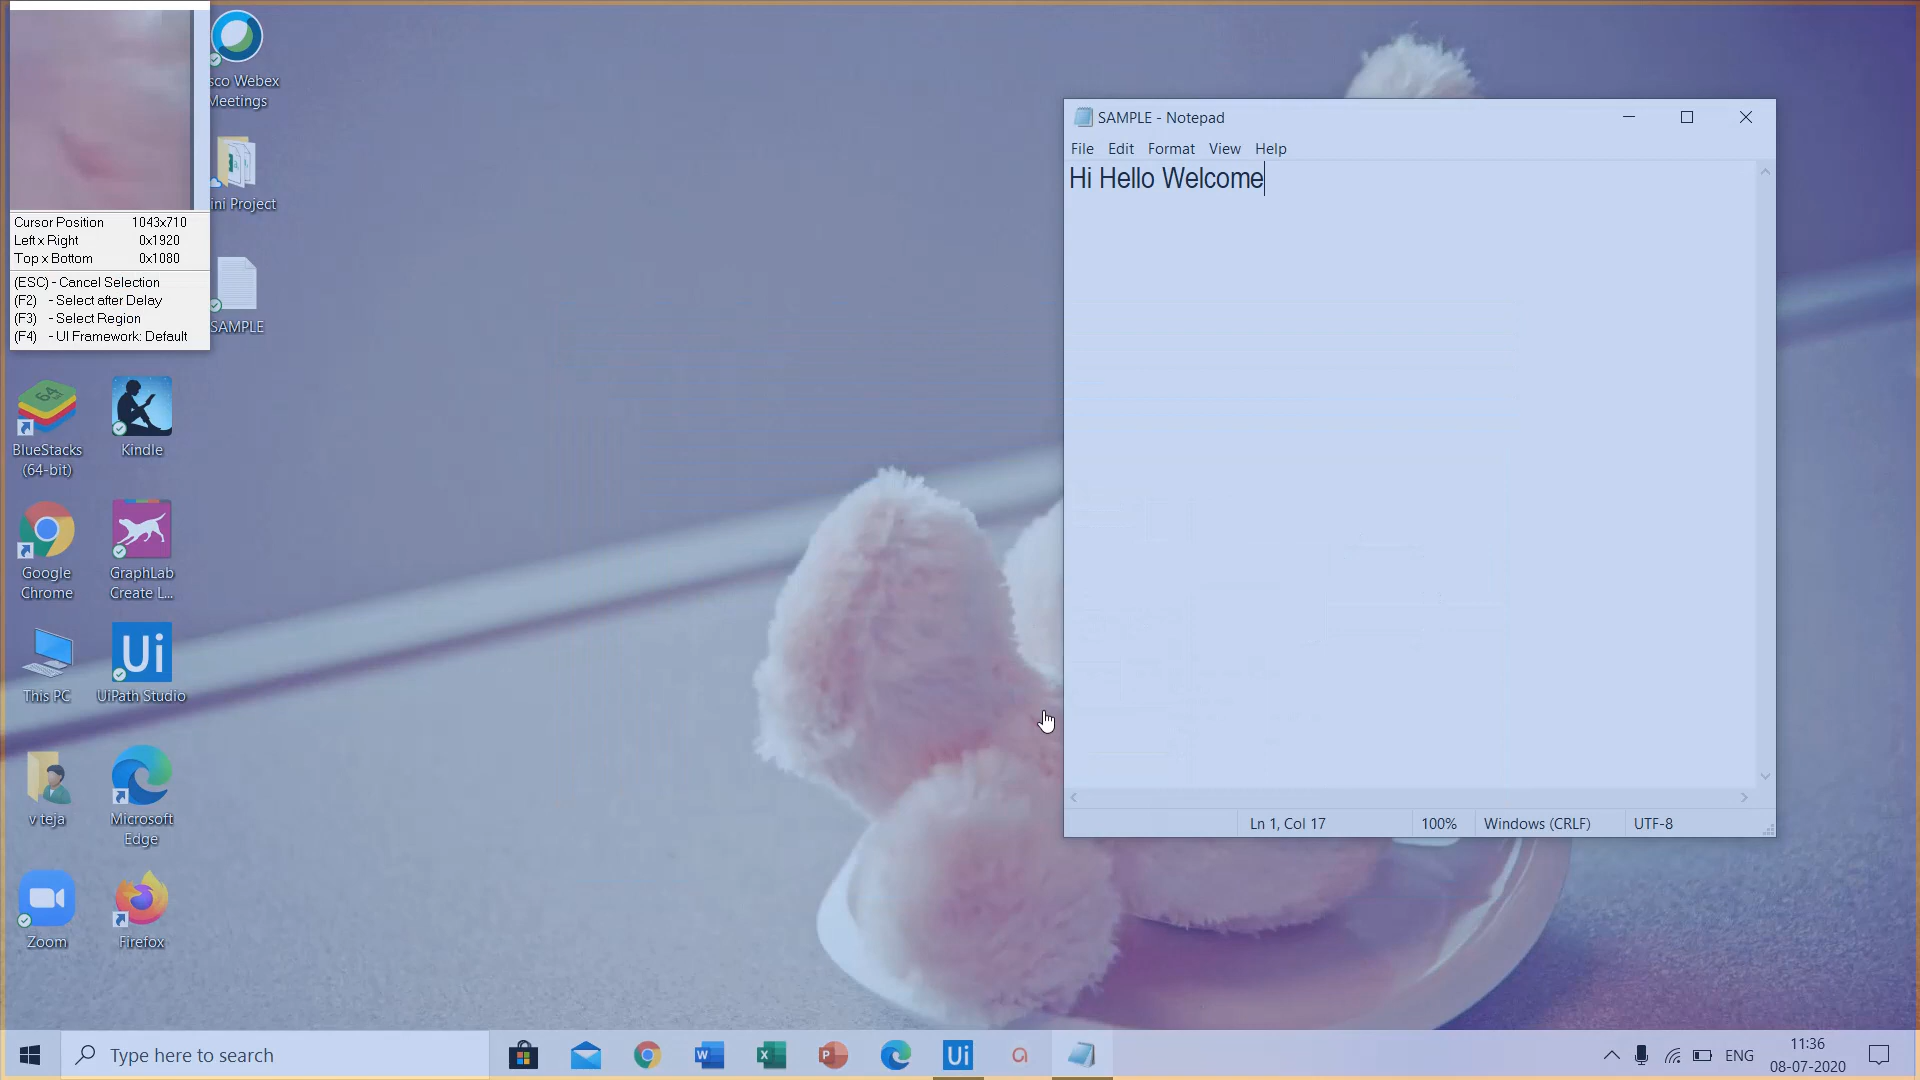 Cursor Position 1043x710
Left x Right 0x1920
Top x Bottom 0x1080
(ESC) - Cancel Selection
(F2) - Select after Delay
(F3) - Select Region
(F4) - UI Framework: Default
sco Webex
Meetings
ini Project
SAMPLE
BlueStacks
(64-bit)
Kindle
Google
Chrome
GraphLab
Create L...
This PC
Ui
UiPath Studio
v teja
Microsoft
Edge
Zoom
Firefox
SAMPLE - Notepad
File Edit Format View Help
Hi Hello Welcome
Ln 1, Col 17 100% Windows (CRLF) UTF-8
Type here to search
Ui
ENG
11:36
08-07-2020